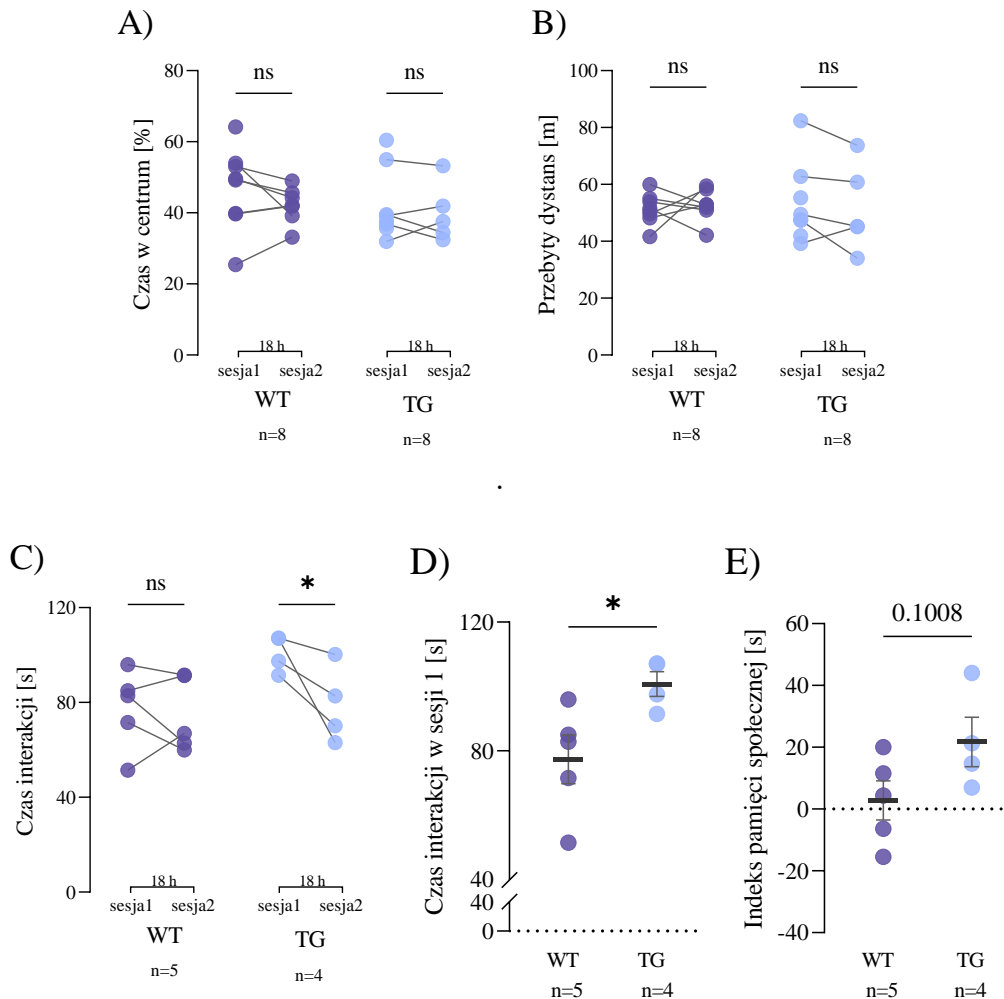 A)
Czas w centrum [%]
80
60
40
20
0
ns
ns
18 h
18 h
sesja1
sesja2
sesja1
sesja2
WT
TG
n=8
n=8
B)
Przebyty dystans [m]
100
80
60
40
20
0
ns
ns
18 h
18 h
sesja1
sesja2
sesja1
sesja2
WT
TG
n=8
n=8
.
C)
Czas interakcji [s]
120
80
40
0
ns
*
18 h
18 h
sesja1
sesja2
sesja1
sesja2
WT
TG
n=5
n=4
D)
Czas interakcji w sesji 1 [s]
120
80
40
40
0
*
WT
TG
n=5
n=4
E)
Indeks pamięci społecznej [s]
60
40
20
0
-20
-40
0.1008
WT
TG
n=5
n=4